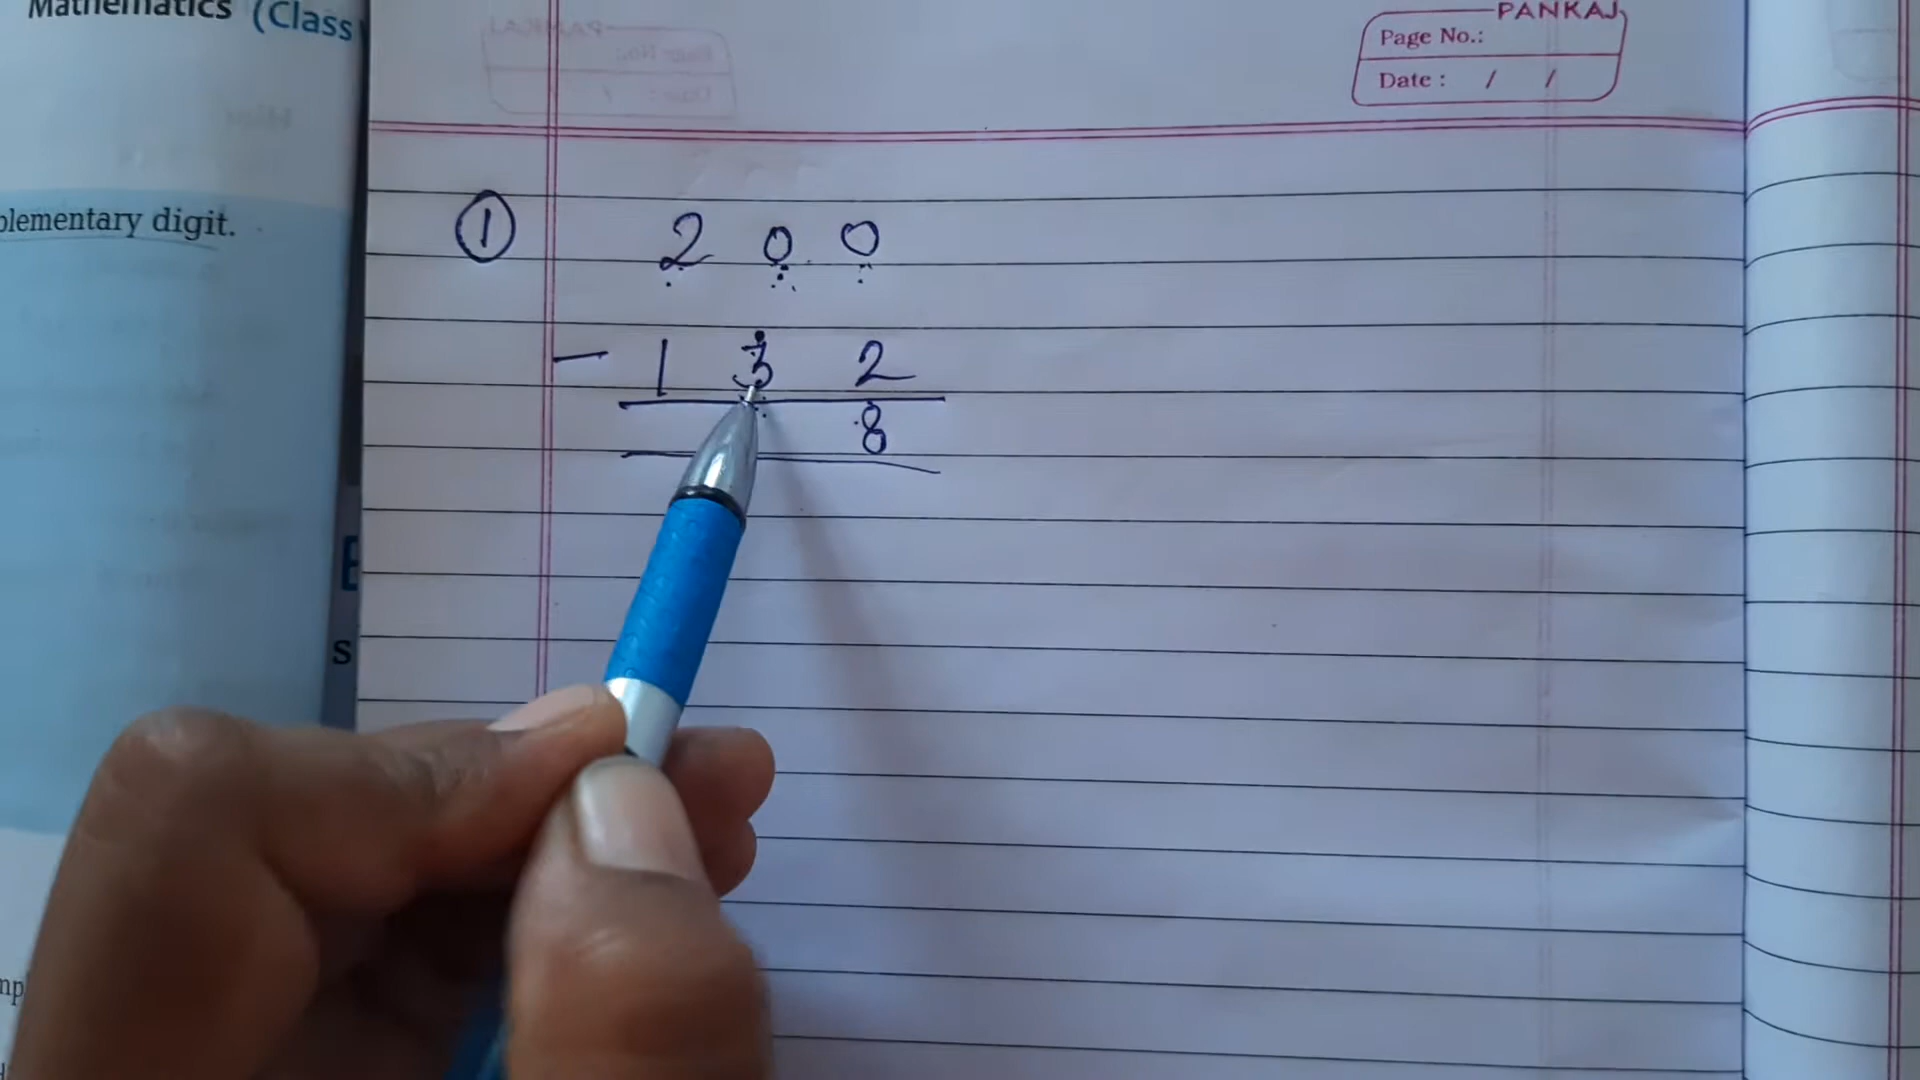 Mathematics (Class
PANKAJ
Page No.:
Date : / /
plementary digit.
① 2 0 0
- 1 3 2
8
E
s